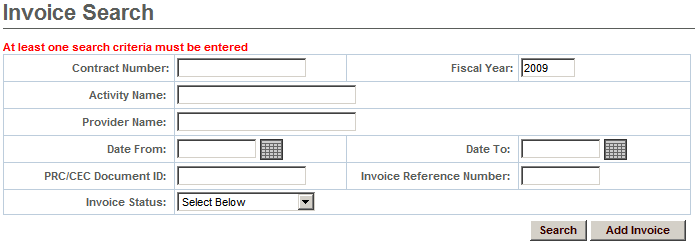 Invoice Search
At least one search criteria must be entered
Contract Number: Fiscal Year: 2009
Activity Name:
Provider Name:
Date From: Date To:
PRC/CEC Document ID: Invoice Reference Number:
Invoice Status: Select Below
Search Add Invoice